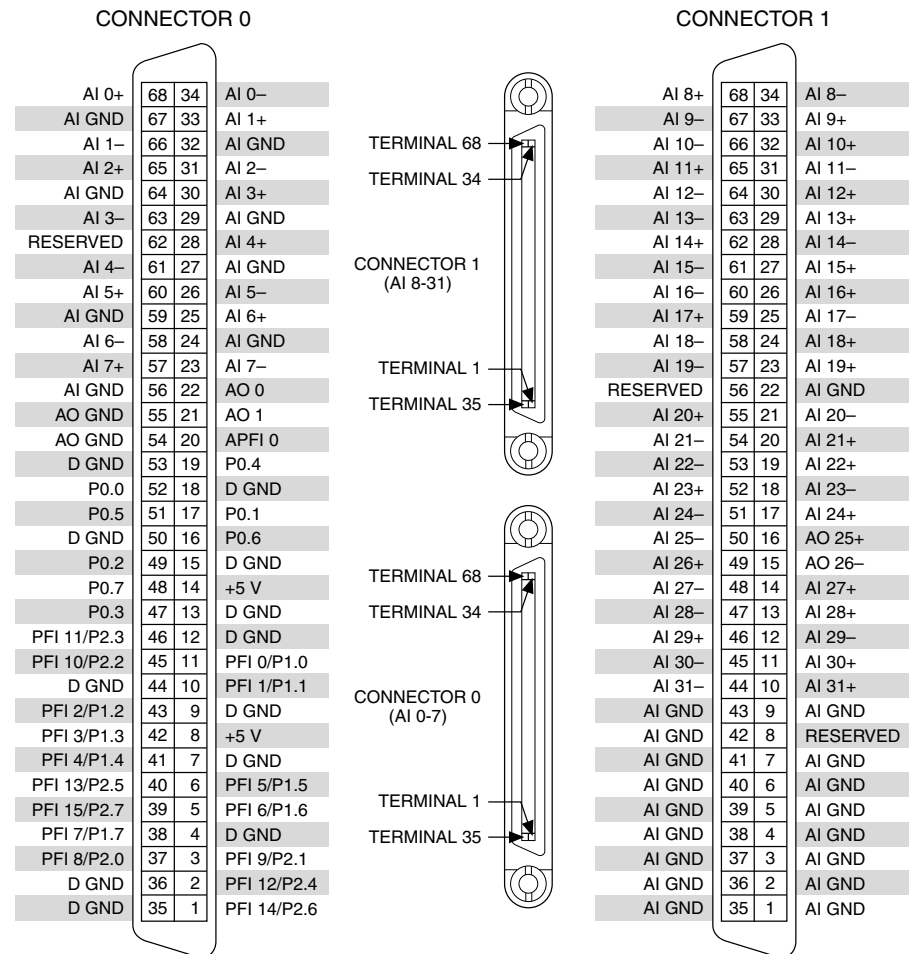 CONNECTOR 0
AI 0+ 68 34 AI 0–
AI GND 67 33 AI 1+
AI 1– 66 32 AI GND
AI 2+ 65 31 AI 2–
AI GND 64 30 AI 3+
AI 3– 63 29 AI GND
RESERVED 62 28 AI 4+
AI 4– 61 27 AI GND
AI 5+ 60 26 AI 5–
AI GND 59 25 AI 6+
AI 6– 58 24 AI GND
AI 7+ 57 23 AI 7–
AI GND 56 22 AO 0
AO GND 55 21 AO 1
AO GND 54 20 APFI 0
D GND 53 19 P0.4
P0.0 52 18 D GND
P0.5 51 17 P0.1
D GND 50 16 P0.6
P0.2 49 15 D GND
P0.7 48 14 +5 V
P0.3 47 13 D GND
PFI 11/P2.3 46 12 D GND
PFI 10/P2.2 45 11 PFI 0/P1.0
D GND 44 10 PFI 1/P1.1
PFI 2/P1.2 43 9 D GND
PFI 3/P1.3 42 8 +5 V
PFI 4/P1.4 41 7 D GND
PFI 13/P2.5 40 6 PFI 5/P1.5
PFI 15/P2.7 39 5 PFI 6/P1.6
PFI 7/P1.7 38 4 D GND
PFI 8/P2.0 37 3 PFI 9/P2.1
D GND 36 2 PFI 12/P2.4
D GND 35 1 PFI 14/P2.6
TERMINAL 68
TERMINAL 34
CONNECTOR 1
(AI 8-31)
TERMINAL 1
TERMINAL 35
TERMINAL 68
TERMINAL 34
CONNECTOR 0
(AI 0-7)
TERMINAL 1
TERMINAL 35
CONNECTOR 1
AI 8+ 68 34 AI 8–
AI 9– 67 33 AI 9+
AI 10– 66 32 AI 10+
AI 11+ 65 31 AI 11–
AI 12– 64 30 AI 12+
AI 13– 63 29 AI 13+
AI 14+ 62 28 AI 14–
AI 15– 61 27 AI 15+
AI 16– 60 26 AI 16+
AI 17+ 59 25 AI 17–
AI 18– 58 24 AI 18+
AI 19– 57 23 AI 19+
RESERVED 56 22 AI GND
AI 20+ 55 21 AI 20–
AI 21– 54 20 AI 21+
AI 22– 53 19 AI 22+
AI 23+ 52 18 AI 23–
AI 24– 51 17 AI 24+
AI 25– 50 16 AO 25+
AI 26+ 49 15 AO 26–
AI 27– 48 14 AI 27+
AI 28– 47 13 AI 28+
AI 29+ 46 12 AI 29–
AI 30– 45 11 AI 30+
AI 31– 44 10 AI 31+
AI GND 43 9 AI GND
AI GND 42 8 RESERVED
AI GND 41 7 AI GND
AI GND 40 6 AI GND
AI GND 39 5 AI GND
AI GND 38 4 AI GND
AI GND 37 3 AI GND
AI GND 36 2 AI GND
AI GND 35 1 AI GND